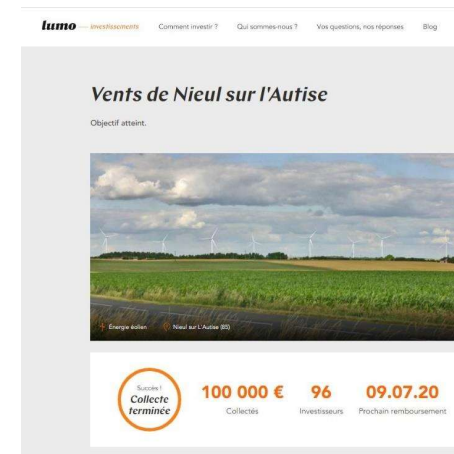 lumo investissements Comment investir ? Qui sommes-nous ? Vos questions, nos réponses Blog
Vents de Nieul sur l'Autise
Objectif atteint.
Énergie éolien Nieul sur L'Autise (85)
Succès !
Collecte
terminée
100 000 € 96 09.07.20
Collectés Investisseurs Prochain remboursement